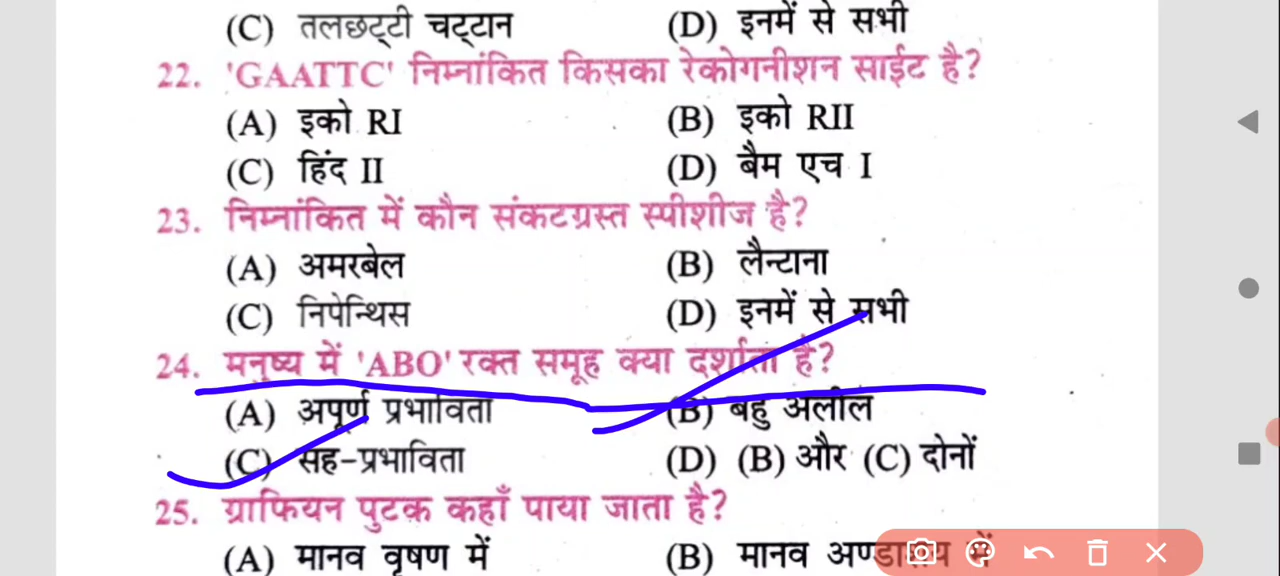 (C) तलछट्टी चट्टान (D) इनमें से सभी
22. 'GAATTC' निम्नांकित किसका रेकोगनीशन साईट है?
(A) इको RI (B) इको RII
(C) हिंद II (D) बैम एच I
23. निम्नांकित में कौन संकटग्रस्त स्पीशीज है?
(A) अमरबेल (B) लैन्टाना
(C) निपेन्थिस (D) इनमें से सभी
24. मनुष्य में 'ABO' रक्त समूह क्या दर्शाता है?
(A) अपूर्ण प्रभाविता (B) बहु अलील
(C) सह-प्रभाविता (D) (B) और (C) दोनों
25. ग्राफियन पुटक कहाँ पाया जाता है?
(A) मानव वृषण में (B) मानव अण्डाशय में